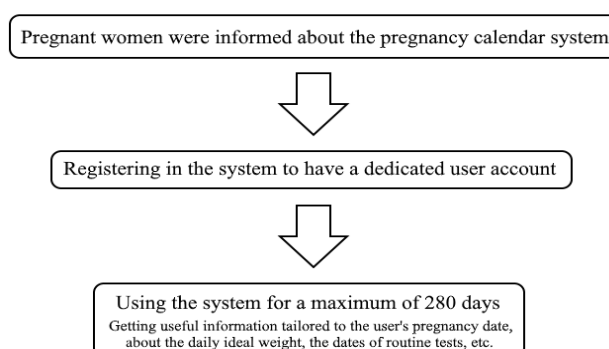 Pregnant women were informed about the pregnancy calendar system
Registering in the system to have a dedicated user account
Using the system for a maximum of 280 days
Getting useful information tailored to the user's pregnancy date,
about the daily ideal weight, the dates of routine tests, etc.